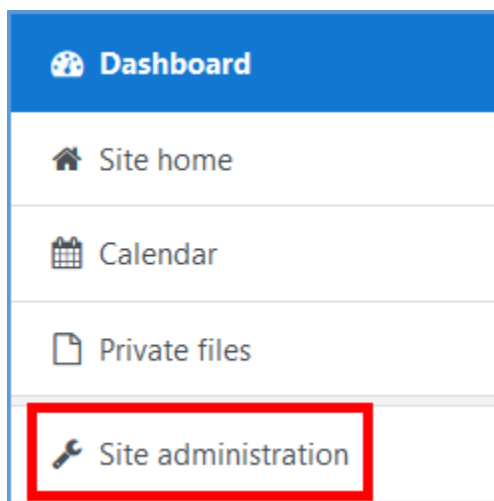 Dashboard
Site home
Calendar
Private files
Site administration